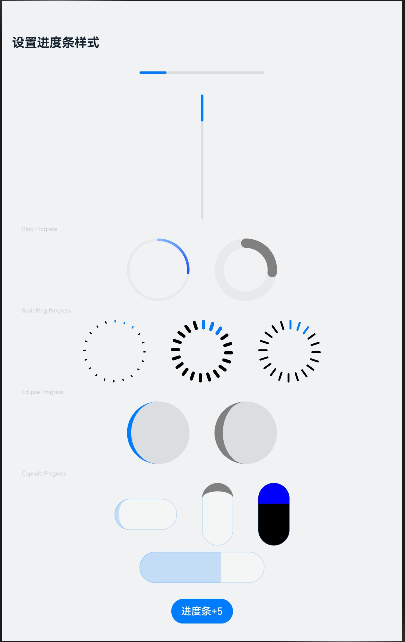 设置进度条样式
Ring Progress
ScaleRing Progress
Eclipse Progress
Capsule Progress
进度条+5